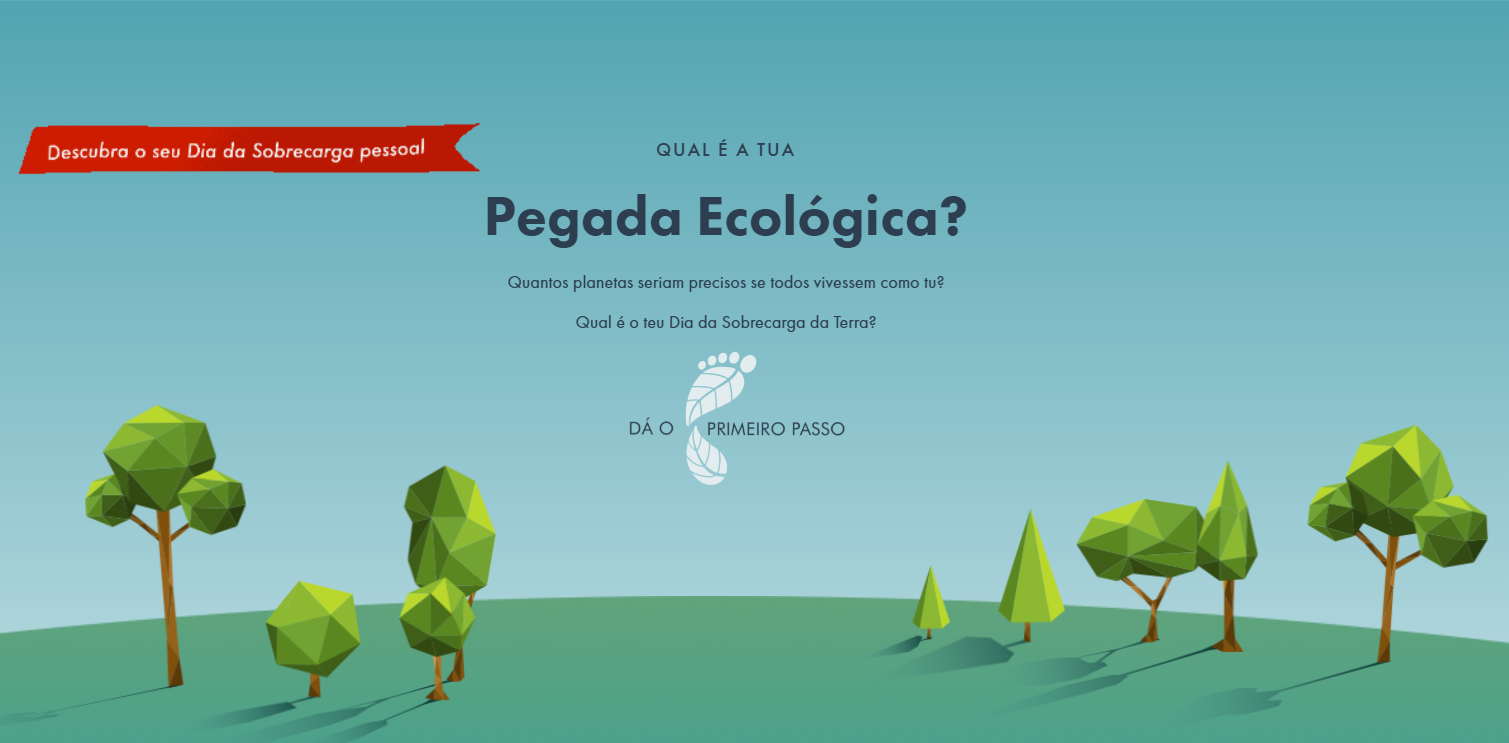 Descubra o seu Dia da Sobrecarga pessoal
QUAL É A TUA
Pegada Ecológica?
Quantos planetas seriam precisos se todos vivessem como tu?
Qual é o teu Dia da Sobrecarga da Terra?
DÁ O PRIMEIRO PASSO